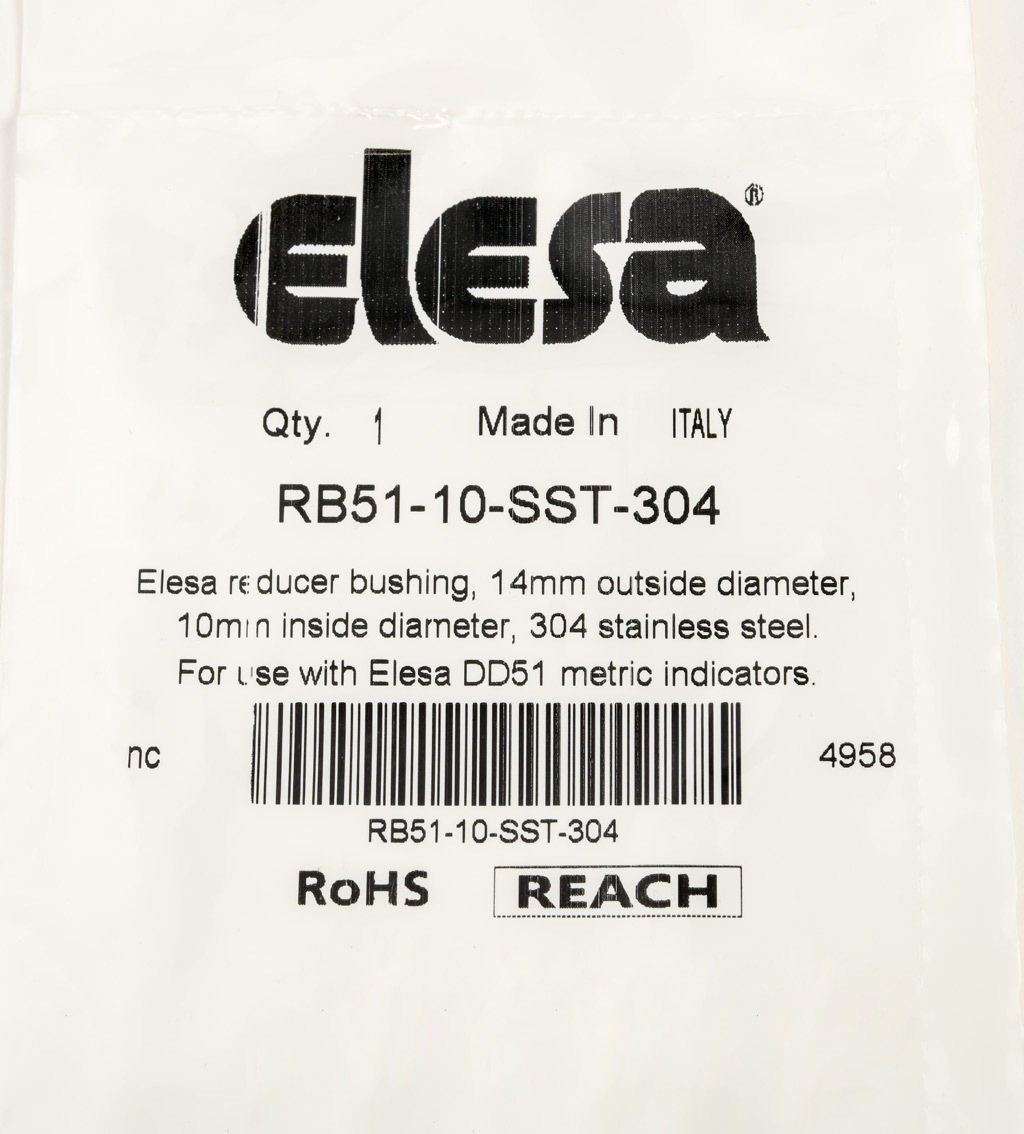 elesa®
Qty. 1 Made In ITALY
RB51-10-SST-304
Elesa reducer bushing, 14mm outside diameter,
10mm inside diameter, 304 stainless steel.
For use with Elesa DD51 metric indicators.
nc 4958
RB51-10-SST-304
RoHS REACH